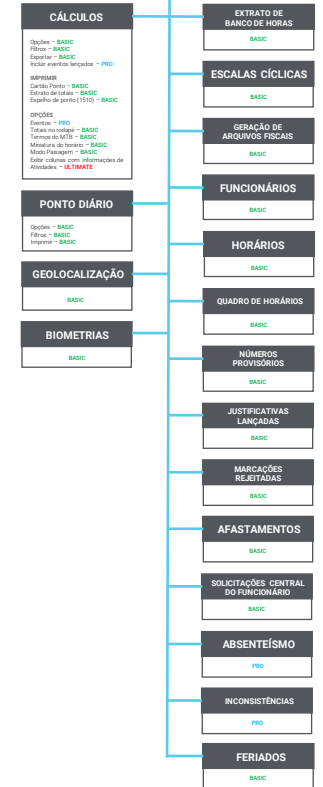 CÁLCULOS
Opções – BASIC
Filtros – BASIC
Exportar – BASIC
Incluir eventos lançados – PRO
IMPRIMIR
Cartão Ponto – BASIC
Extrato de totais – BASIC
Espelho de ponto (1510) – BASIC
OPÇÕES
Eventos – PRO
Totais no rodapé – BASIC
Termos do MTB – BASIC
Miniatura do horário – BASIC
Modo Passagem – BASIC
Exibir colunas com informações de
Atividades – ULTIMATE
PONTO DIÁRIO
Opções – BASIC
Filtros – BASIC
Imprimir – BASIC
GEOLOCALIZAÇÃO
BASIC
BIOMETRIAS
BASIC
EXTRATO DE
BANCO DE HORAS
BASIC
ESCALAS CÍCLICAS
BASIC
GERAÇÃO DE
ARQUIVOS FISCAIS
BASIC
FUNCIONÁRIOS
BASIC
HORÁRIOS
BASIC
QUADRO DE HORÁRIOS
BASIC
NÚMEROS
PROVISÓRIOS
BASIC
JUSTIFICATIVAS
LANÇADAS
BASIC
MARCAÇÕES
REJEITADAS
BASIC
AFASTAMENTOS
BASIC
SOLICITAÇÕES CENTRAL
DO FUNCIONÁRIO
BASIC
ABSENTEÍSMO
PRO
INCONSISTÊNCIAS
PRO
FERIADOS
BASIC